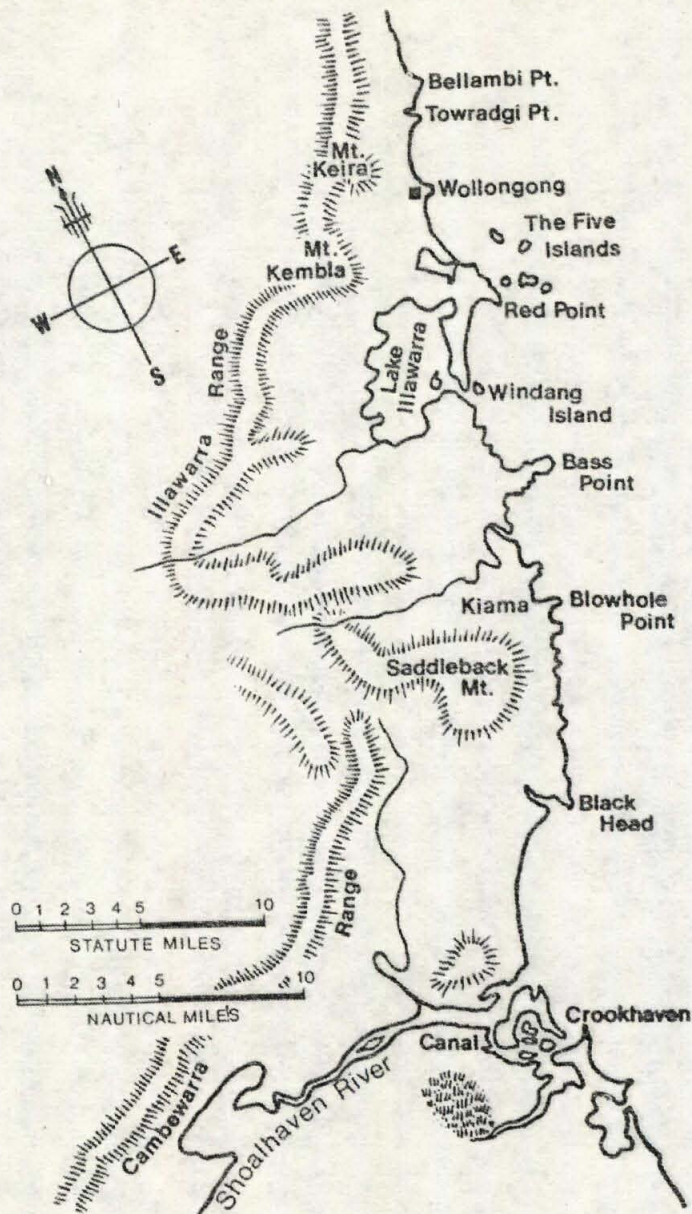 Bellambi Pt.
Towradgi Pt.
Mt.
Keira
Wollongong
N
The Five
Islands
Mt.
Kembla
E
W
Red Point
S
Range
Lake
Illawarra
Windang
Island
Illawarra
Bass
Point
Kiama
Blowhole
Point
Saddleback
Mt.
Black
Head
0 1 2 3 4 5 10
STATUTE MILES
Range
0 1 2 3 4 5 10
NAUTICAL MILES
Crookhaven
Canal
Cambewarra
Shoalhaven River